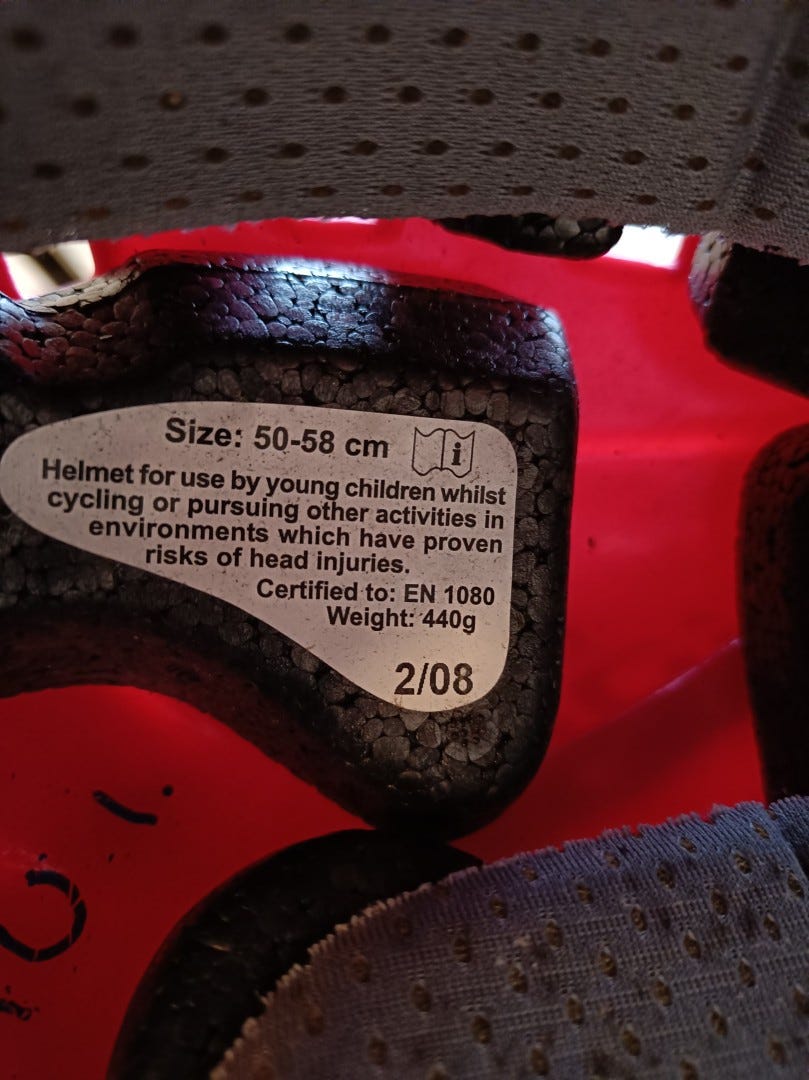 Size: 50-58 cm
Helmet for use by young children whilst
cycling or pursuing other activities in
environments which have proven
risks of head injuries.
Certified to: EN 1080
Weight: 440g
2/08